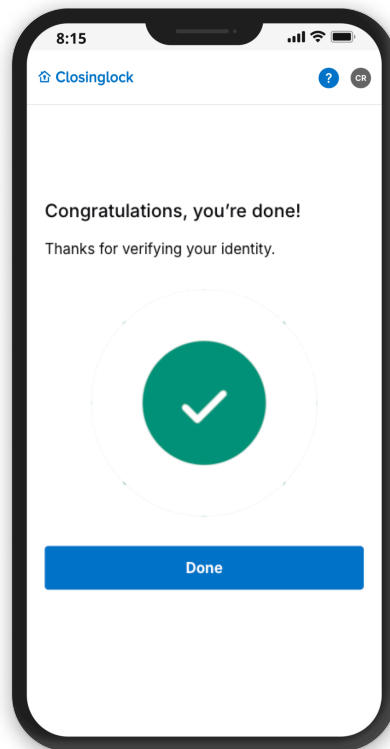 8:15
Closinglock
?
CR
Congratulations, you’re done!
Thanks for verifying your identity.
Done